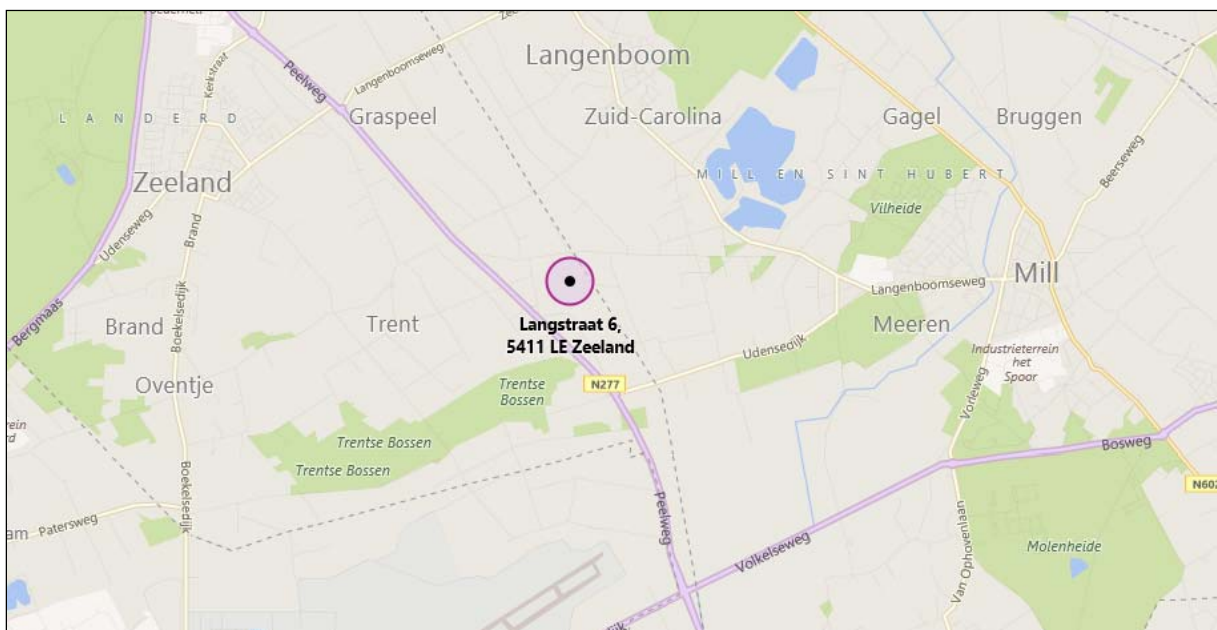 Zee
Langenboom
Peelweg
Langenboomseweg
Kerkstraat
Graspeel
Zuid-Carolina
Gagel
Bruggen
LANDERD
Beerseweg
Zeeland
MILL EN SINT HUBERT
Vilheide
Udenseweg
Brand
Mill
Langenboomseweg
Bergmaas
Brand
Boekelsedijk
Trent
Langstraat 6,
5411 LE Zeeland
Meeren
Udensedijk
Industrieterrein
het
Spoor
Oventje
Trentse
Bossen
N277
Vorleweg
Trentse Bossen
Bosweg
Trentse Bossen
Boekelsedijk
N602
Peelweg
Patersweg
Volkelseweg
Van Ophovenlaan
Molenheide